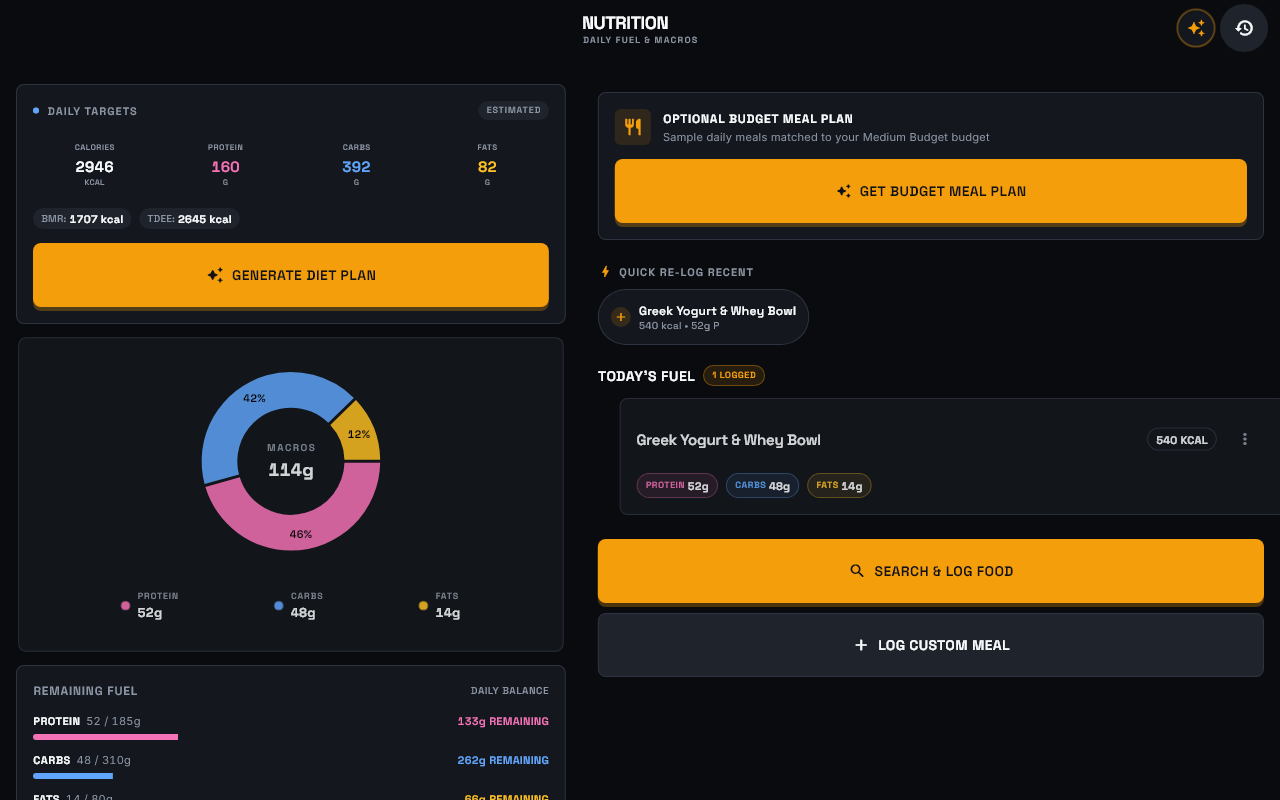 NUTRITION
DAILY FUEL & MACROS
DAILY TARGETS
ESTIMATED
CALORIES
2946
KCAL
PROTEIN
160
G
CARBS
392
G
FATS
82
G
BMR: 1707 kcal
TDEE: 2645 kcal
GENERATE DIET PLAN
42%
12%
46%
MACROS
114g
PROTEIN
52g
CARBS
48g
FATS
14g
REMAINING FUEL
DAILY BALANCE
PROTEIN 52 / 185g
133g REMAINING
CARBS 48 / 310g
262g REMAINING
FATS 14 / 80g
66g REMAINING
OPTIONAL BUDGET MEAL PLAN
Sample daily meals matched to your Medium Budget budget
GET BUDGET MEAL PLAN
QUICK RE-LOG RECENT
Greek Yogurt & Whey Bowl
540 kcal • 52g P
TODAY'S FUEL
1 LOGGED
Greek Yogurt & Whey Bowl
540 KCAL
PROTEIN 52g
CARBS 48g
FATS 14g
SEARCH & LOG FOOD
LOG CUSTOM MEAL